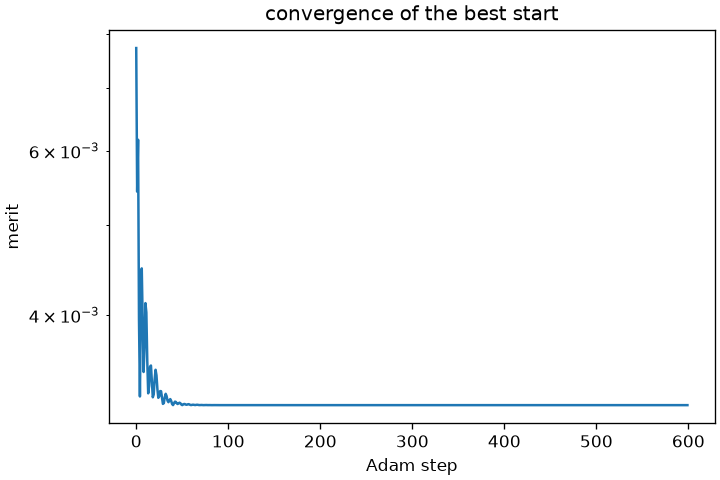 convergence of the best start
6 × 10⁻³
4 × 10⁻³
merit
0 100 200 300 400 500 600
Adam step